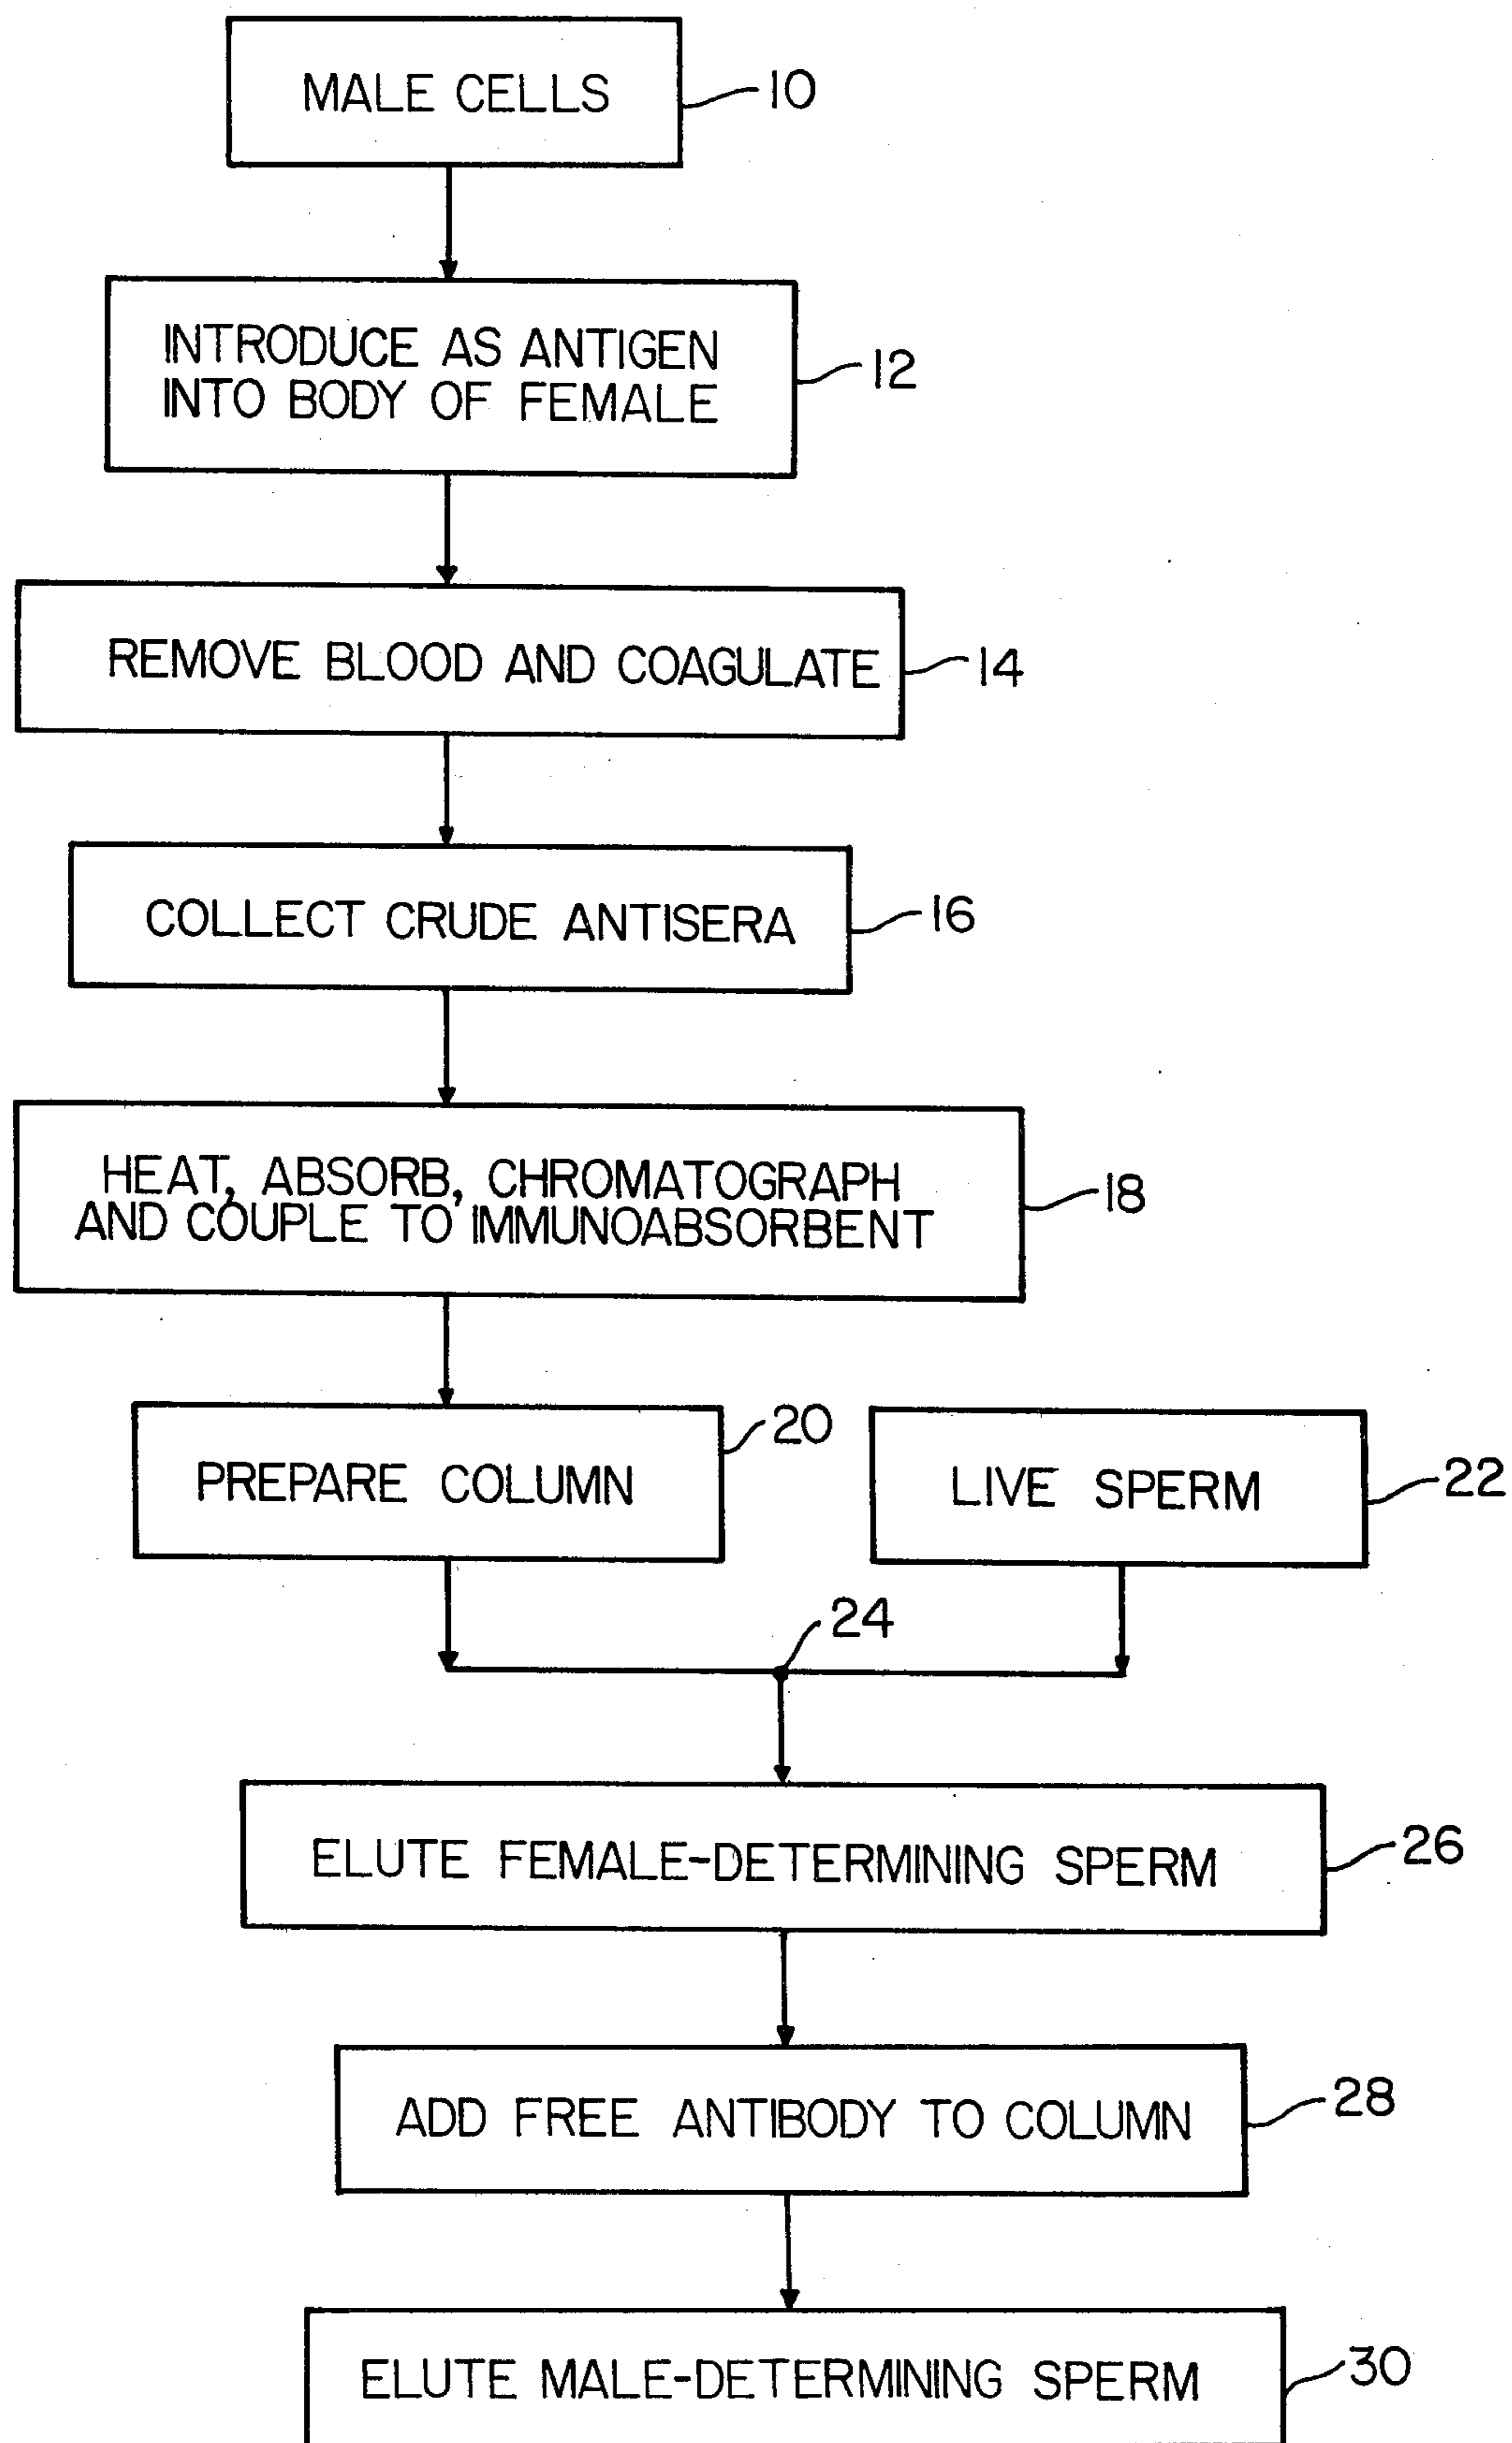 MALE CELLS
10
INTRODUCE AS ANTIGEN
INTO BODY OF FEMALE
12
REMOVE BLOOD AND COAGULATE
14
COLLECT CRUDE ANTISERA
16
HEAT, ABSORB, CHROMATOGRAPH
AND COUPLE TO IMMUNOABSORBENT
18
PREPARE COLUMN
20
LIVE SPERM
22
24
ELUTE FEMALE-DETERMINING SPERM
26
ADD FREE ANTIBODY TO COLUMN
28
ELUTE MALE-DETERMINING SPERM
30